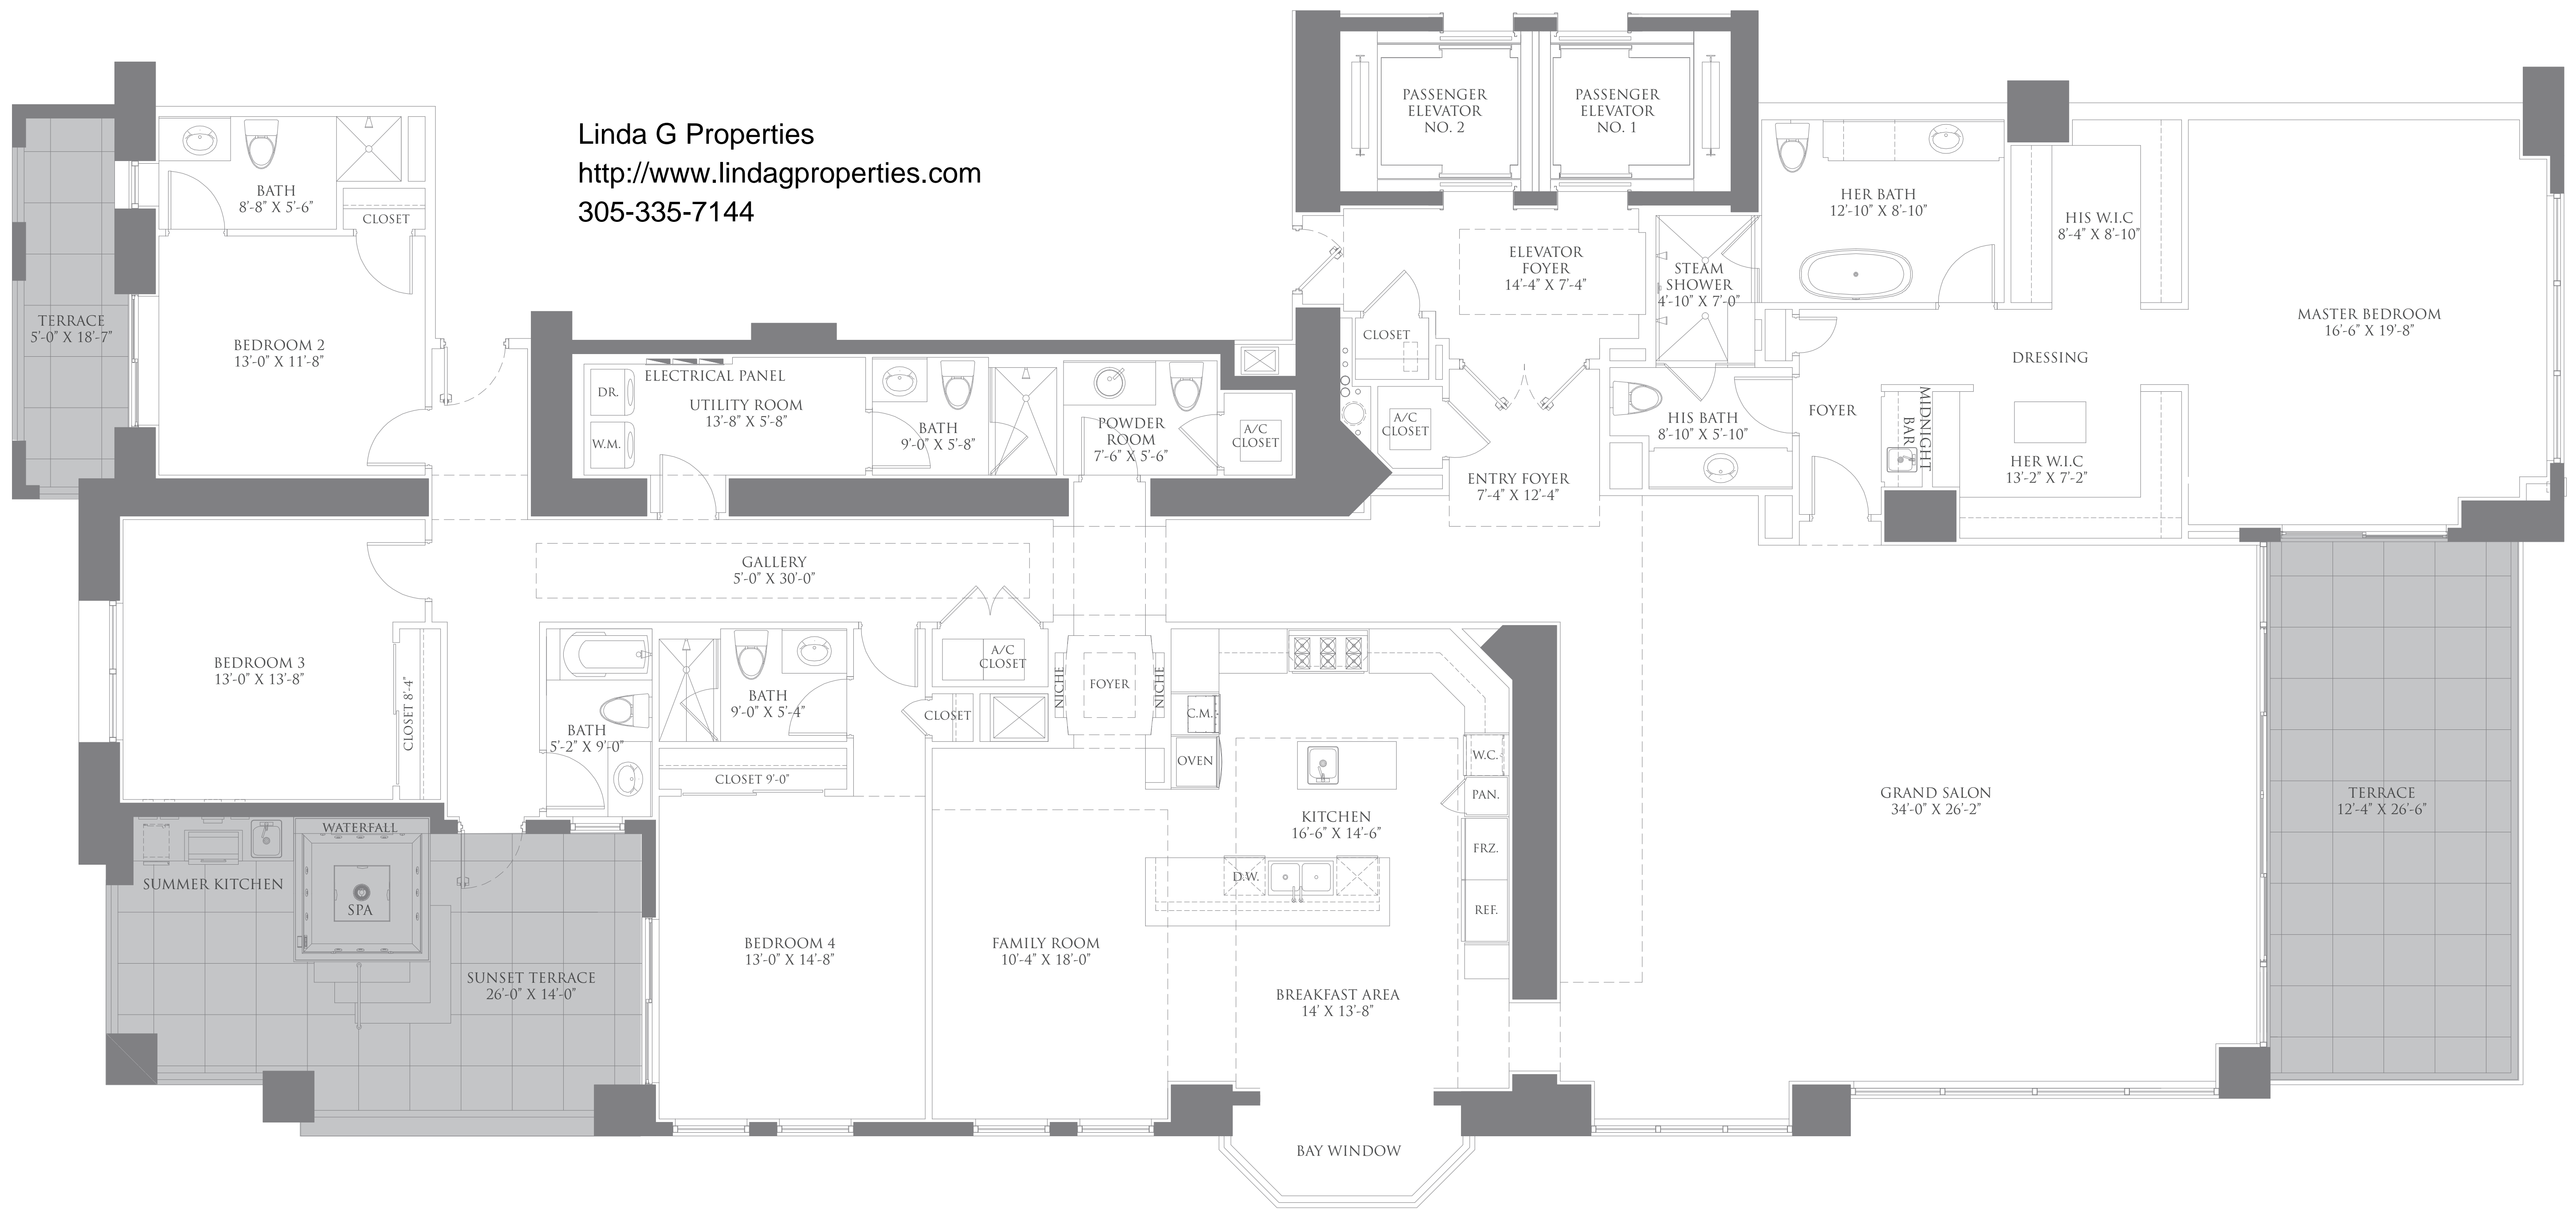 Linda G Properties
http://www.lindagproperties.com
305-335-7144
PASSENGER
ELEVATOR
NO. 2
PASSENGER
ELEVATOR
NO. 1
BATH
8'-8" X 5'-6"
CLOSET
TERRACE
5'-0" X 18'-7"
BEDROOM 2
13'-0" X 11'-8"
ELEVATOR
FOYER
14'-4" X 7'-4"
STEAM
SHOWER
4'-10" X 7'-0"
HER BATH
12'-10" X 8'-10"
HIS W.I.C
8'-4" X 8'-10"
MASTER BEDROOM
16'-6" X 19'-8"
DRESSING
CLOSET
A/C
CLOSET
DR.
W.M.
ELECTRICAL PANEL
UTILITY ROOM
13'-8" X 5'-8"
BATH
9'-0" X 5'-8"
POWDER
ROOM
7'-6" X 5'-6"
A/C
CLOSET
ENTRY FOYER
7'-4" X 12'-4"
HIS BATH
8'-10" X 5'-10"
FOYER
MIDNIGHT
BAR
HER W.I.C
13'-2" X 7'-2"
GALLERY
5'-0" X 30'-0"
BEDROOM 3
13'-0" X 13'-8"
CLOSET 8'-4"
BATH
5'-2" X 9'-0"
BATH
9'-0" X 5'-4"
CLOSET 9'-0"
A/C
CLOSET
CLOSET
NICHE
FOYER
NICHE
C.M.
OVEN
W.C.
PAN.
KITCHEN
16'-6" X 14'-6"
FRZ.
D.W.
REF.
GRAND SALON
34'-0" X 26'-2"
TERRACE
12'-4" X 26'-6"
WATERFALL
SUMMER KITCHEN
SPA
SUNSET TERRACE
26'-0" X 14'-0"
BEDROOM 4
13'-0" X 14'-8"
FAMILY ROOM
10'-4" X 18'-0"
BREAKFAST AREA
14' X 13'-8"
BAY WINDOW